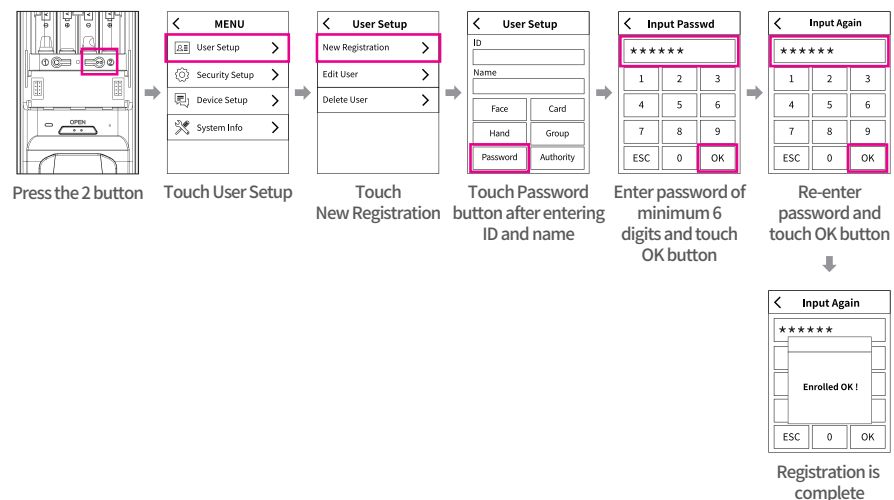 ① ②
OPEN
Press the 2 button
< MENU
User Setup >
Security Setup >
Device Setup >
System Info >
Touch User Setup
< User Setup
New Registration >
Edit User >
Delete User >
Touch
New Registration
< User Setup
ID
Name
Face Card
Hand Group
Password Authority
Touch Password
button after entering
ID and name
< Input Passwd
******
1 2 3
4 5 6
7 8 9
ESC 0 OK
Enter password of
minimum 6
digits and touch
OK button
< Input Again
******
1 2 3
4 5 6
7 8 9
ESC 0 OK
Re-enter
password and
touch OK button
< Input Again
******
Enrolled OK !
ESC 0 OK
Registration is
complete